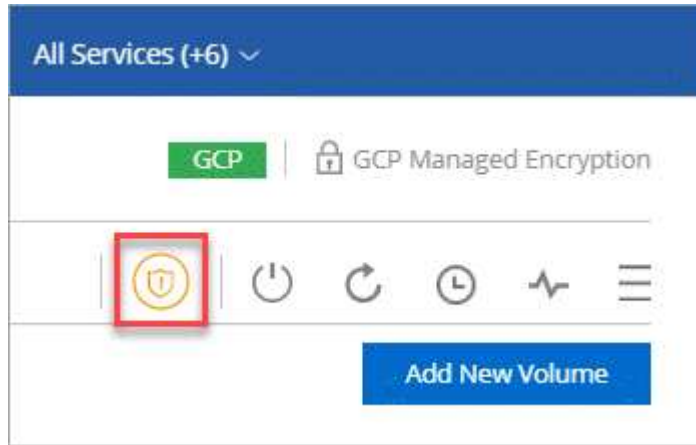 All Services (+6)
GCP
GCP Managed Encryption
Add New Volume